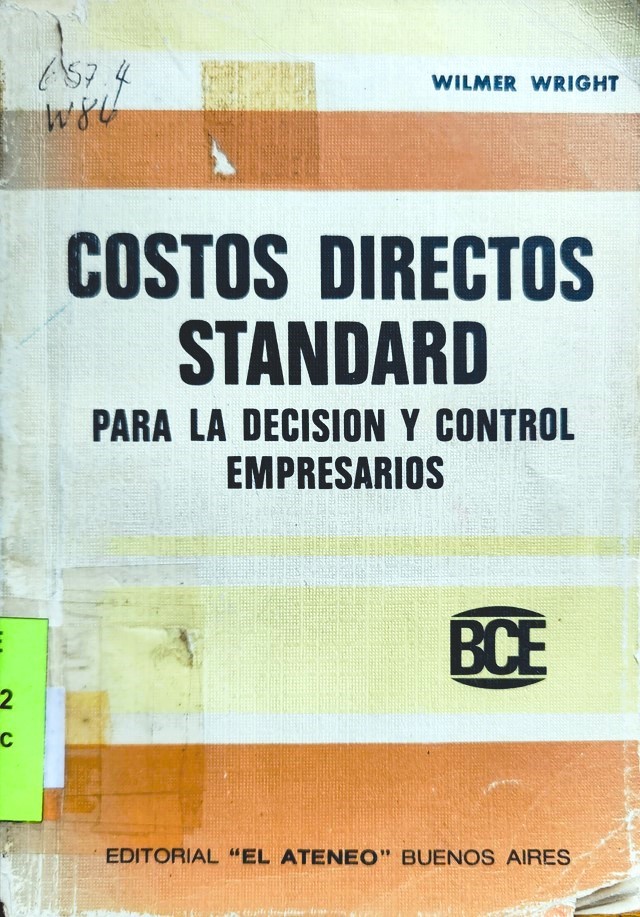 657.4
W86
WILMER WRIGHT
COSTOS DIRECTOS
STANDARD
PARA LA DECISION Y CONTROL
EMPRESARIOS
BCE
2
C
EDITORIAL "EL ATENEO" BUENOS AIRES